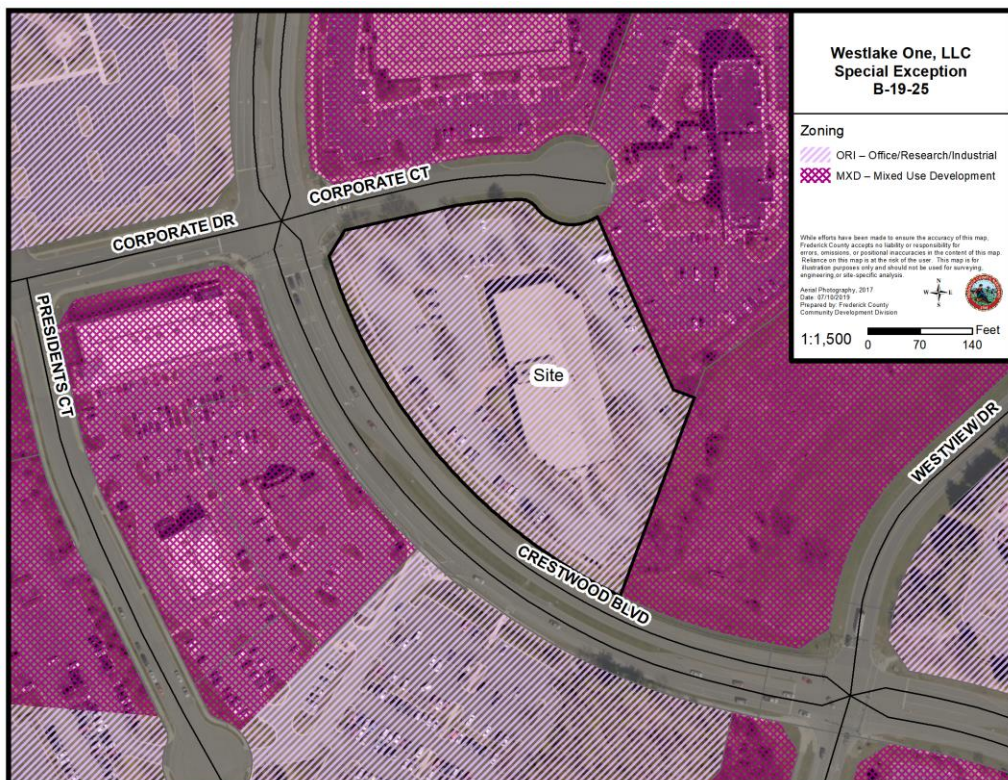 Westlake One, LLC
Special Exception
B-19-25
Zoning
ORI – Office/Research/Industrial
MXD – Mixed Use Development
While efforts have been made to ensure the accuracy of this map,
Frederick County accepts no liability or responsibility for
errors, omissions, or positional inaccuracies in the content of this map.
Reliance on this map is at the risk of the user. This map is for
illustration purposes only and should not be used for surveying,
engineering or site-specific analysis.
Aerial Photography, 2017.
Date: 07/10/2019
Prepared by: Frederick County
Community Development Division
N
W E
S
1:1,500
Feet
0 70 140
CORPORATE CT
CORPORATE DR
PRESIDENTS CT
Site
WESTVIEW DR
CRESTWOOD BLVD